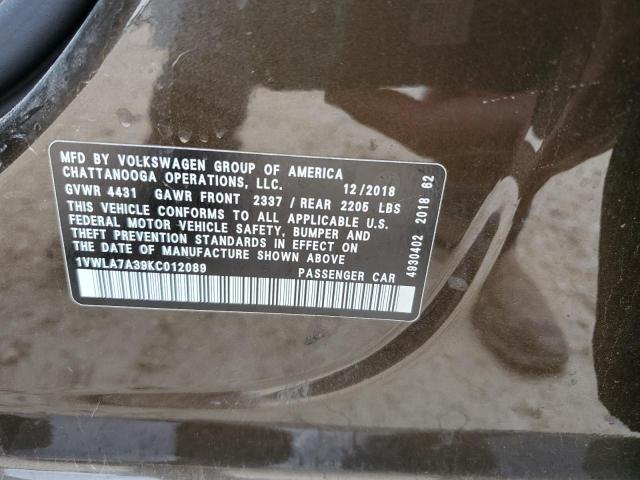 MFD BY VOLKSWAGEN GROUP OF AMERICA
CHATTANOOGA OPERATIONS, LLC. 12/2018
GVWR 4431 GAWR FRONT 2337 / REAR 2205 LBS
THIS VEHICLE CONFORMS TO ALL APPLICABLE U.S.
FEDERAL MOTOR VEHICLE SAFETY, BUMPER AND
THEFT PREVENTION STANDARDS IN EFFECT ON
THE DATE OF MANUFACTURE SHOWN ABOVE
1VWLA7A39KC012089 PASSENGER CAR
4930402 2018 62